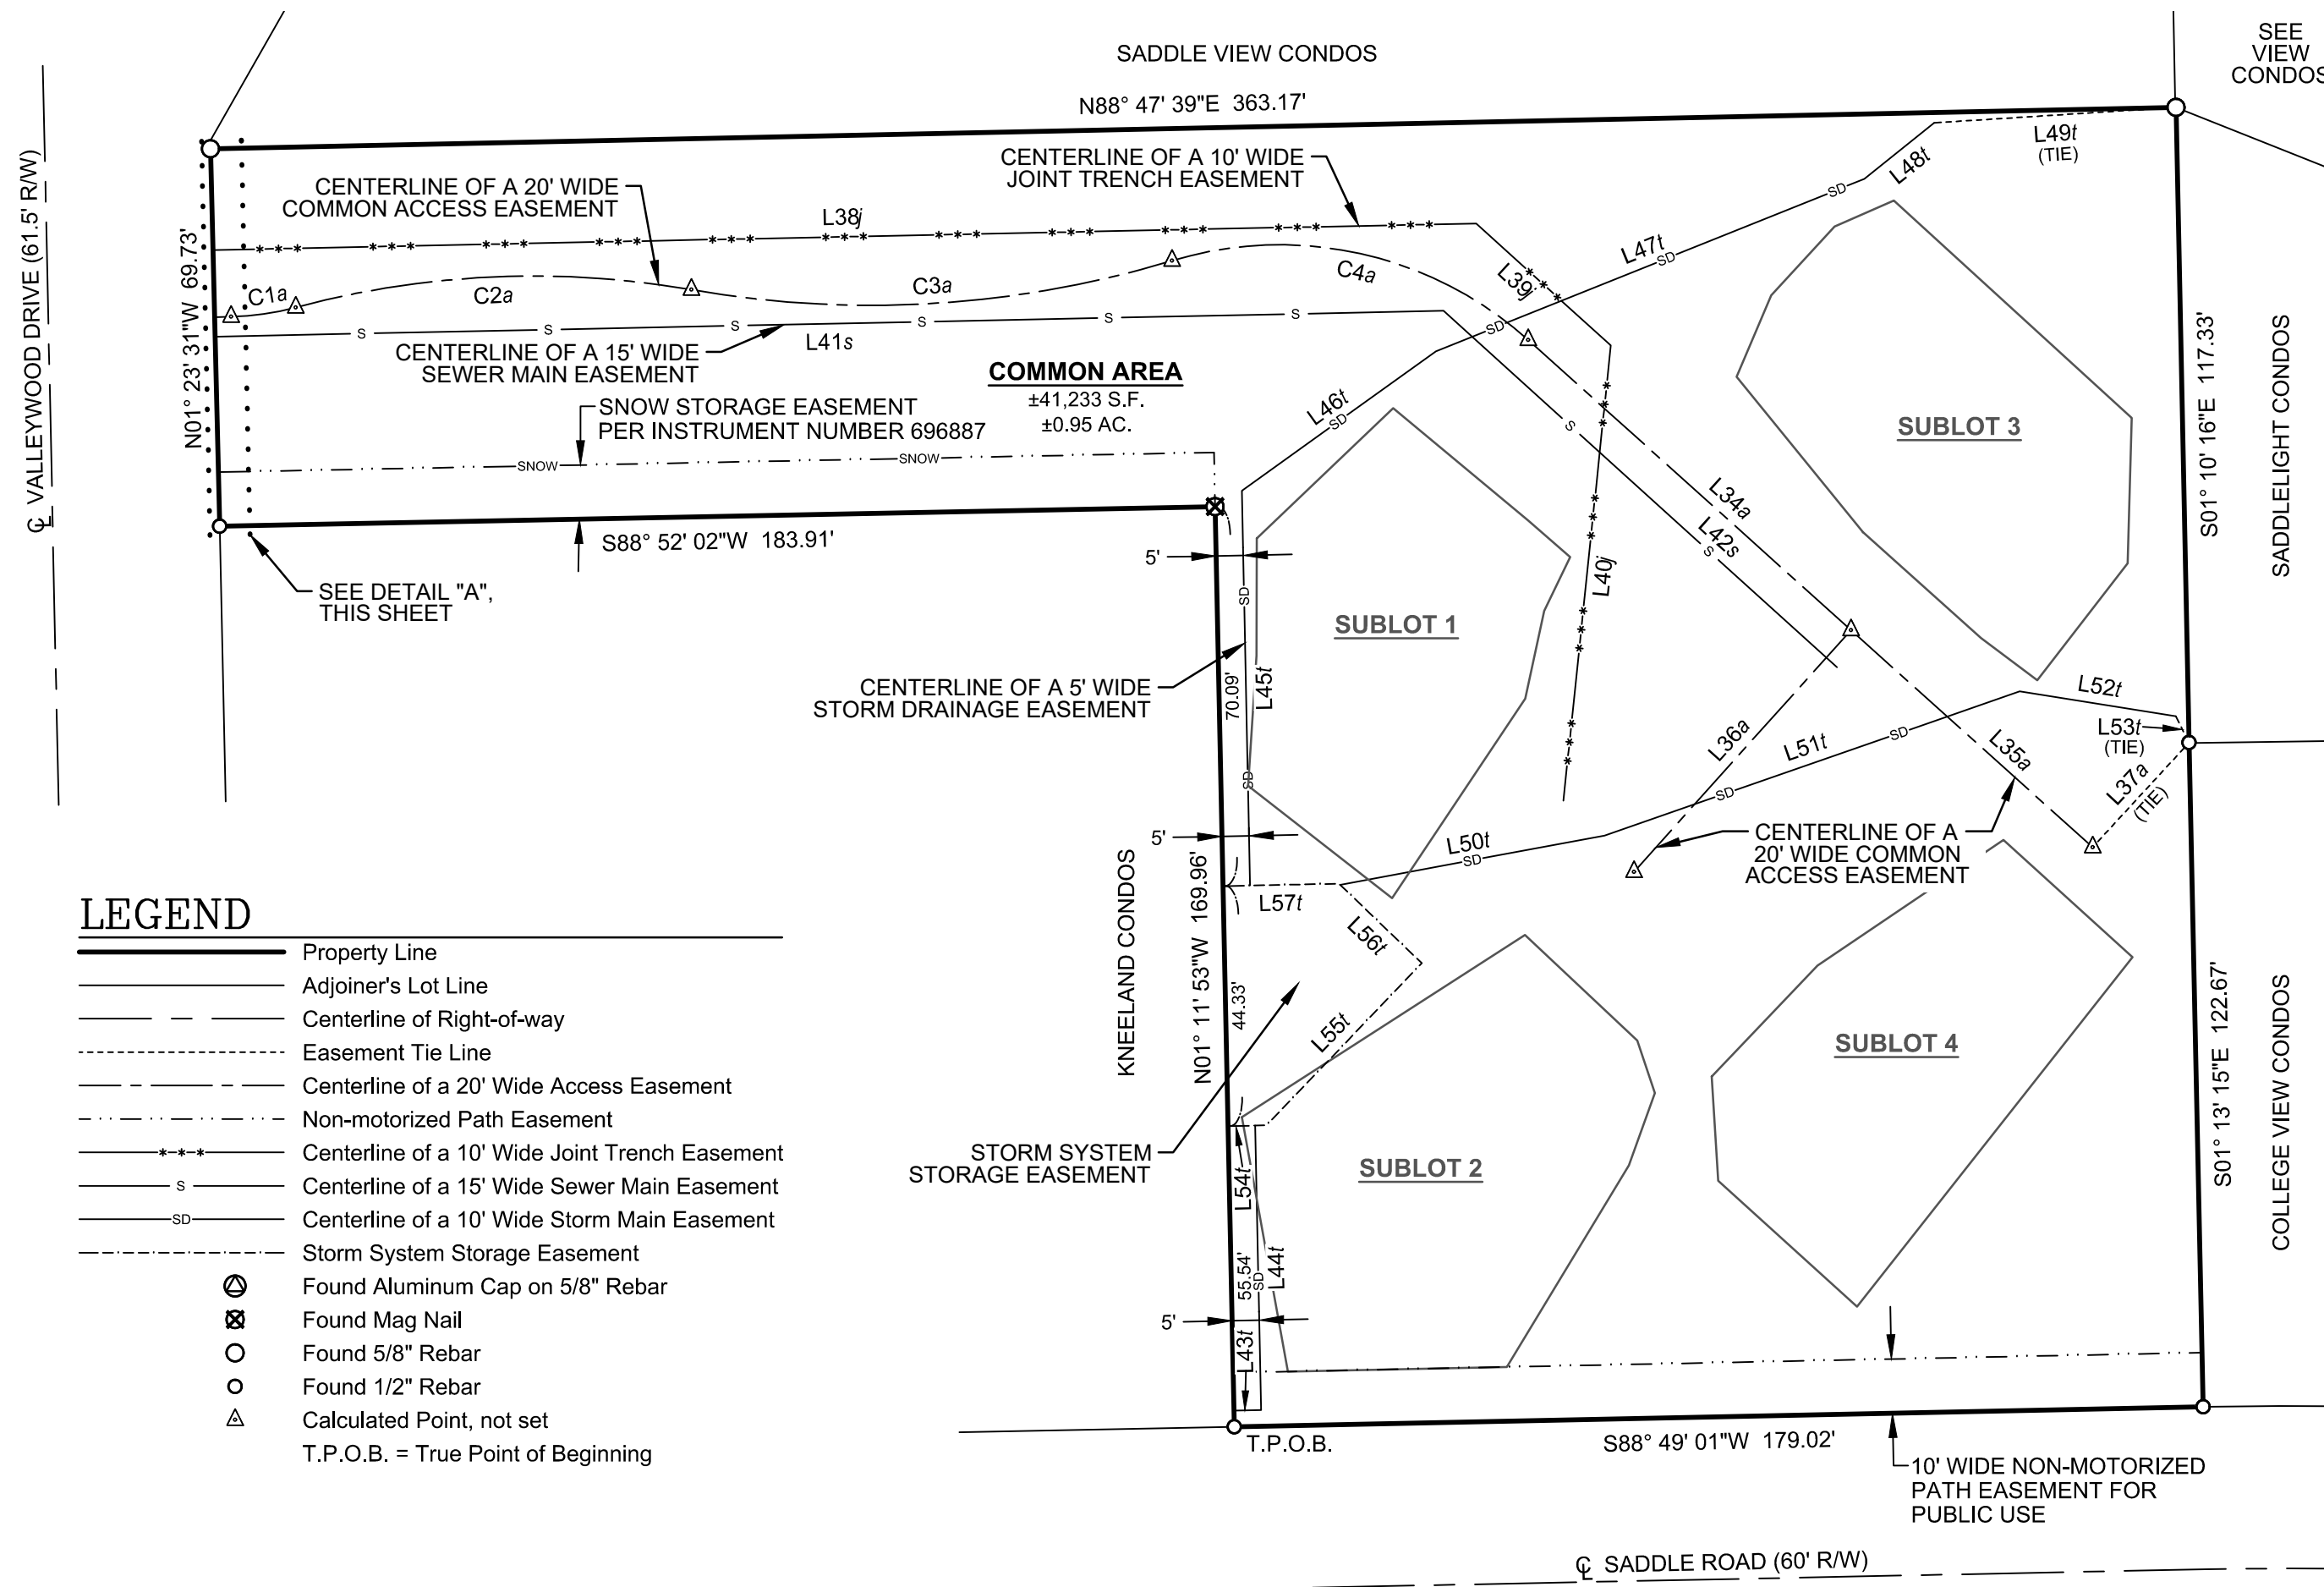 SADDLE VIEW CONDOS
SEE
VIEW
CONDOS
N88° 47' 39"E 363.17'
L49t
(TIE)
L48t
CENTERLINE OF A 10' WIDE
JOINT TRENCH EASEMENT
CENTERLINE OF A 20' WIDE
COMMON ACCESS EASEMENT
L38j
SD
L47t
SD
L39j
C1a
C2a
C3a
C4a
S
S
S
S
S
S
SD
L41s
CENTERLINE OF A 15' WIDE
SEWER MAIN EASEMENT
℄ VALLEYWOOD DRIVE (61.5' R/W)
N01° 23' 31"W 69.73'
COMMON AREA
±41,233 S.F.
±0.95 AC.
SNOW STORAGE EASEMENT
PER INSTRUMENT NUMBER 696887
SNOW
SNOW
L46t
SD
S
SUBLOT 3
S01° 10' 16"E 117.33'
SADDLELIGHT CONDOS
L34a
L42s
S
S88° 52' 02"W 183.91'
5'
SEE DETAIL "A",
THIS SHEET
SD
L40j
SUBLOT 1
CENTERLINE OF A 5' WIDE
STORM DRAINAGE EASEMENT
70.09'
L45t
SD
L52t
L53t
(TIE)
L36a
L51t
SD
L35a
L37a
(TIE)
SD
5'
L50t
SD
CENTERLINE OF A
20' WIDE COMMON
ACCESS EASEMENT
KNEELAND CONDOS
N01° 11' 53"W 169.96'
L57t
L56t
44.33'
L55t
SUBLOT 4
S01° 13' 15"E 122.67'
COLLEGE VIEW CONDOS
STORM SYSTEM
STORAGE EASEMENT
SUBLOT 2
L54t
55.54'
SD
L44t
5'
L43t
T.P.O.B.
S88° 49' 01"W 179.02'
10' WIDE NON-MOTORIZED
PATH EASEMENT FOR
PUBLIC USE
℄ SADDLE ROAD (60' R/W)
LEGEND
Property Line
Adjoiner's Lot Line
Centerline of Right-of-way
Easement Tie Line
Centerline of a 20' Wide Access Easement
Non-motorized Path Easement
Centerline of a 10' Wide Joint Trench Easement
S Centerline of a 15' Wide Sewer Main Easement
SD Centerline of a 10' Wide Storm Main Easement
Storm System Storage Easement
Found Aluminum Cap on 5/8" Rebar
Found Mag Nail
Found 5/8" Rebar
Found 1/2" Rebar
Calculated Point, not set
T.P.O.B. = True Point of Beginning